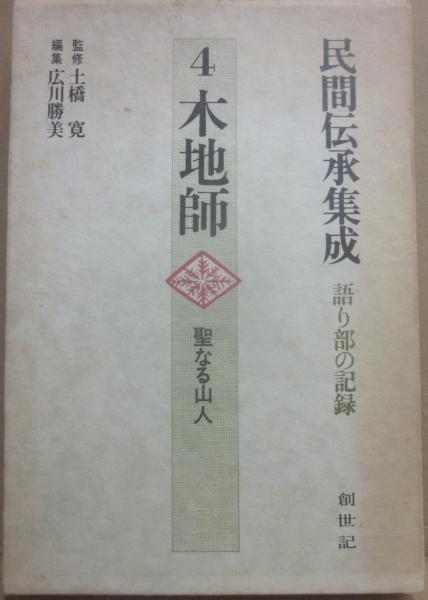 民間伝承集成
語り部の記録
創世記
4 木地師
聖なる山人
監修 土橋 寛
編集 広川勝美